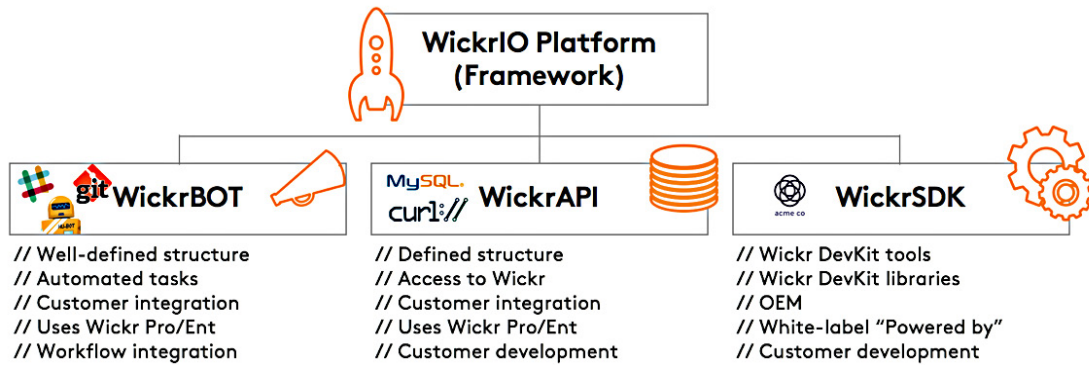 WickrIO Platform
(Framework)
git
WickrBOT
MySQL.
curl://
WickrAPI
acme co
WickrSDK
// Well-defined structure
// Automated tasks
// Customer integration
// Uses Wickr Pro/Ent
// Workflow integration
// Defined structure
// Access to Wickr
// Customer integration
// Uses Wickr Pro/Ent
// Customer development
// Wickr DevKit tools
// Wickr DevKit libraries
// OEM
// White-label “Powered by”
// Customer development